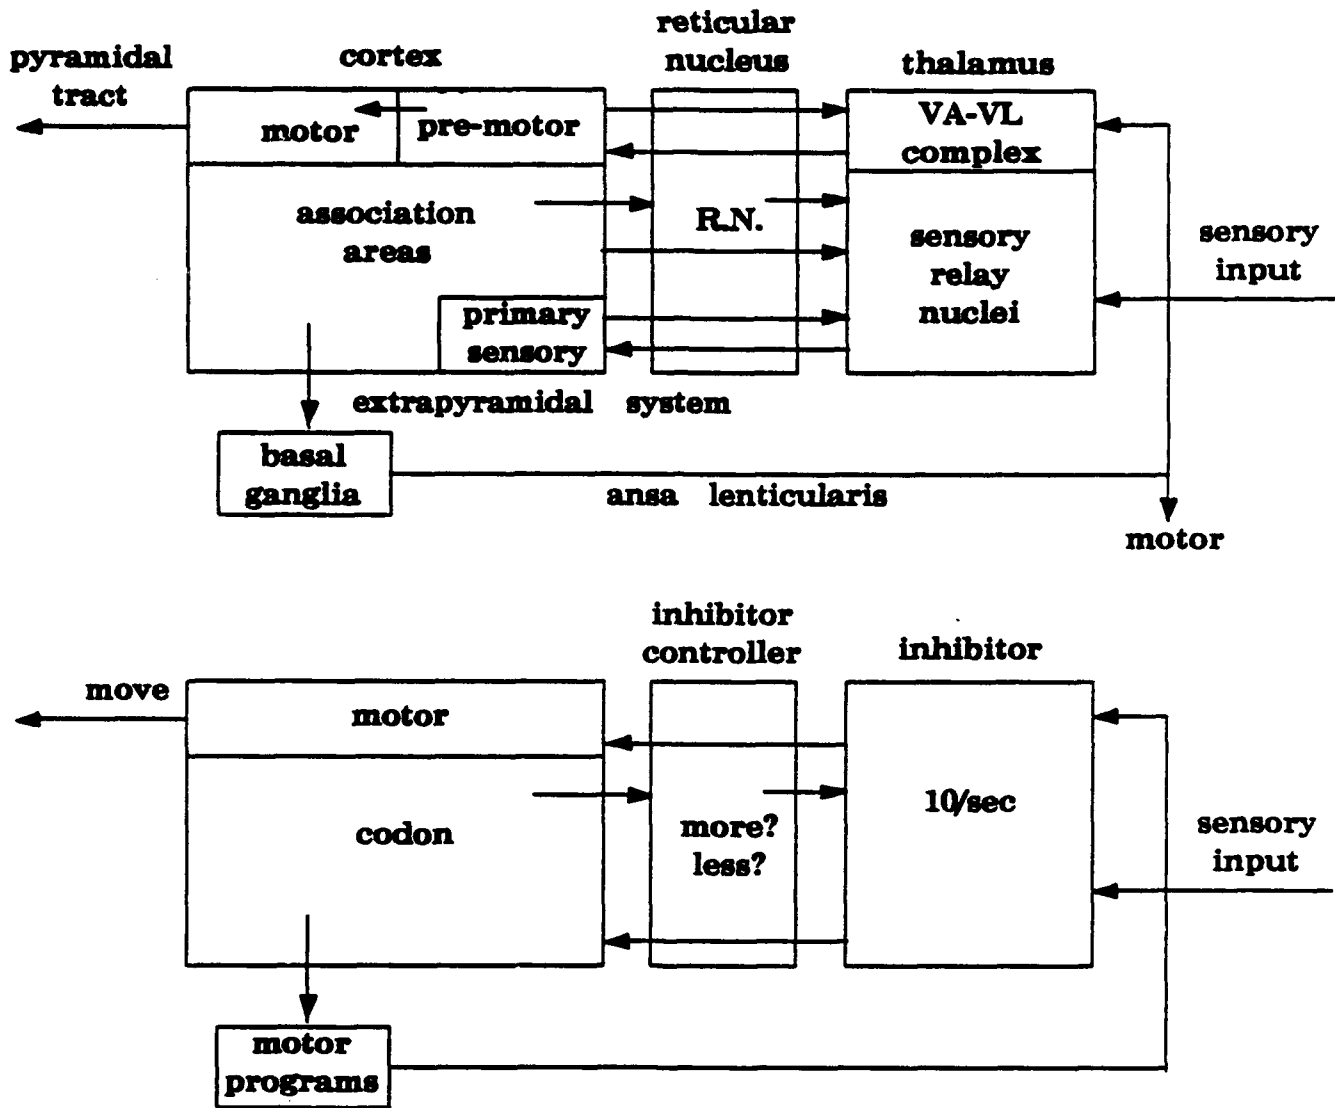 pyramidal
tract
cortex
reticular
nucleus
thalamus
motor
pre-motor
VA-VL
complex
association
areas
R.N.
sensory
relay
nuclei
sensory
input
primary
sensory
extrapyramidal system
basal
ganglia
ansa lenticularis
motor
inhibitor
controller
inhibitor
move
motor
codon
more?
less?
10/sec
sensory
input
motor
programs